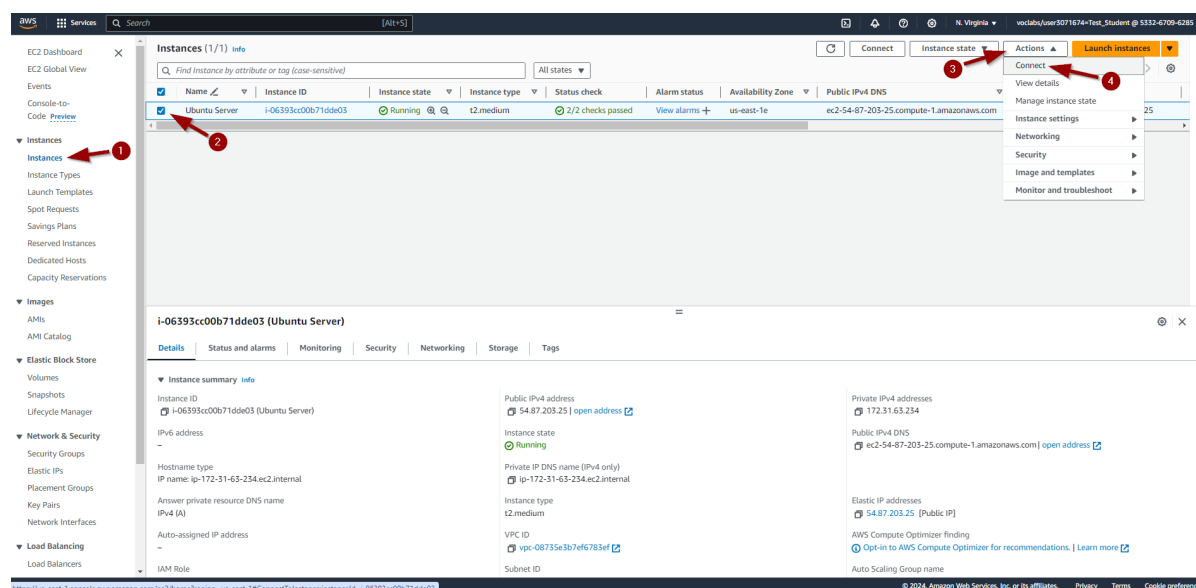 aws Services Search [Alt+S] N. Virginia voclabs/user3071674=Test_Student @ 5332-6709-6285
EC2 Dashboard
EC2 Global View
Events
Console-to-
Code Preview
Instances
Instances 1
Instance Types
Launch Templates
Spot Requests
Savings Plans
Reserved Instances
Dedicated Hosts
Capacity Reservations
Images
AMIs
AMI Catalog
Elastic Block Store
Volumes
Snapshots
Lifecycle Manager
Network & Security
Security Groups
Elastic IPs
Placement Groups
Key Pairs
Network Interfaces
Load Balancing
Load Balancers
Instances (1/1) Info Connect Instance state Actions Launch instances
3
Find Instance by attribute or tag (case-sensitive) All states
Name Instance ID Instance state Instance type Status check Alarm status Availability Zone Public IPv4 DNS
Ubuntu Server i-06393cc00b71dde03 Running t2.medium 2/2 checks passed View alarms + us-east-1e ec2-54-87-203-25.compute-1.amazonaws.com 25
2
Connect 4
View details
Manage instance state
Instance settings
Networking
Security
Image and templates
Monitor and troubleshoot
i-06393cc00b71dde03 (Ubuntu Server)
Details Status and alarms Monitoring Security Networking Storage Tags
Instance summary Info
Instance ID Public IPv4 address Private IPv4 addresses
i-06393cc00b71dde03 (Ubuntu Server) 54.87.203.25 | open address 172.31.63.234
IPv6 address Instance state Public IPv4 DNS
– Running ec2-54-87-203-25.compute-1.amazonaws.com | open address
Hostname type Private IP DNS name (IPv4 only)
IP name: ip-172-31-63-234.ec2.internal ip-172-31-63-234.ec2.internal
Answer private resource DNS name Instance type Elastic IP addresses
IPv4 (A) t2.medium 54.87.203.25 [Public IP]
Auto-assigned IP address VPC ID AWS Compute Optimizer finding
– vpc-08735e3b7ef6783ef Opt-in to AWS Compute Optimizer for recommendations. | Learn more
IAM Role Subnet ID Auto Scaling Group name
© 2024, Amazon Web Services, Inc. or its affiliates. Privacy Terms Cookie preferences